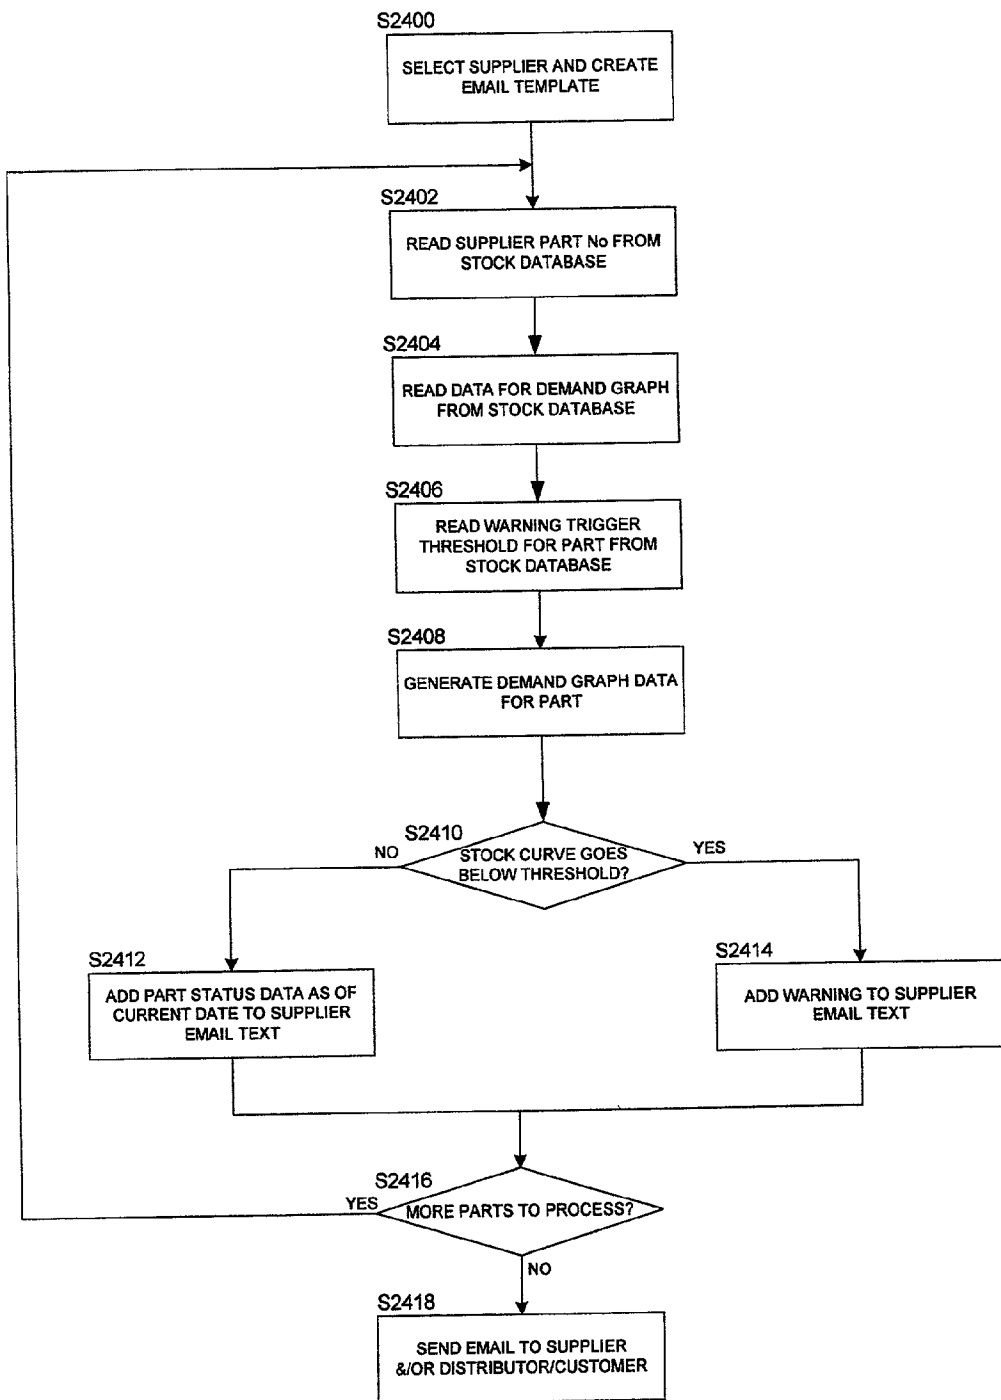 S2400
SELECT SUPPLIER AND CREATE
EMAIL TEMPLATE
S2402
READ SUPPLIER PART No FROM
STOCK DATABASE
S2404
READ DATA FOR DEMAND GRAPH
FROM STOCK DATABASE
S2406
READ WARNING TRIGGER
THRESHOLD FOR PART FROM
STOCK DATABASE
S2408
GENERATE DEMAND GRAPH DATA
FOR PART
S2410
NO
STOCK CURVE GOES
BELOW THRESHOLD?
YES
S2412
ADD PART STATUS DATA AS OF
CURRENT DATE TO SUPPLIER
EMAIL TEXT
S2414
ADD WARNING TO SUPPLIER
EMAIL TEXT
S2416
YES
MORE PARTS TO PROCESS?
NO
S2418
SEND EMAIL TO SUPPLIER
&/OR DISTRIBUTOR/CUSTOMER